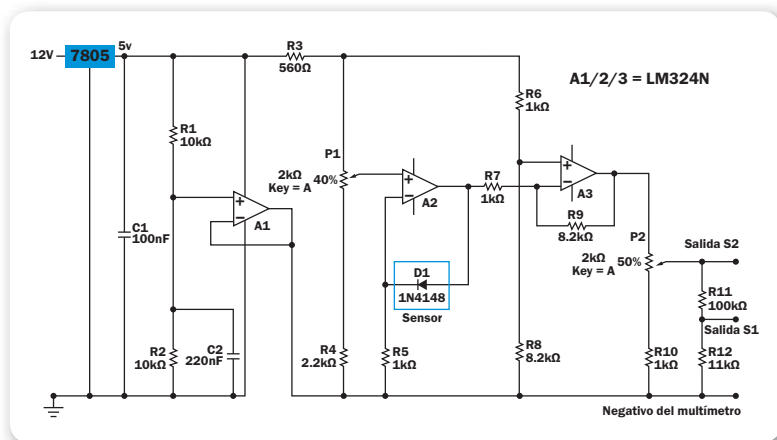 12V
7805
5v
R3
560Ω
A1/2/3 = LM324N
R6
1kΩ
R1
10kΩ
P1
2kΩ
Key = A
40%
+
−
A2
R7
1kΩ
+
−
A3
+
−
A1
C1
100nF
R9
8.2kΩ
P2
2kΩ
Key = A
50%
Salida S2
D1
1N4148
Sensor
R11
100kΩ
Salida S1
R2
10kΩ
C2
220nF
R4
2.2kΩ
R5
1kΩ
R8
8.2kΩ
R10
1kΩ
R12
11kΩ
Negativo del multímetro